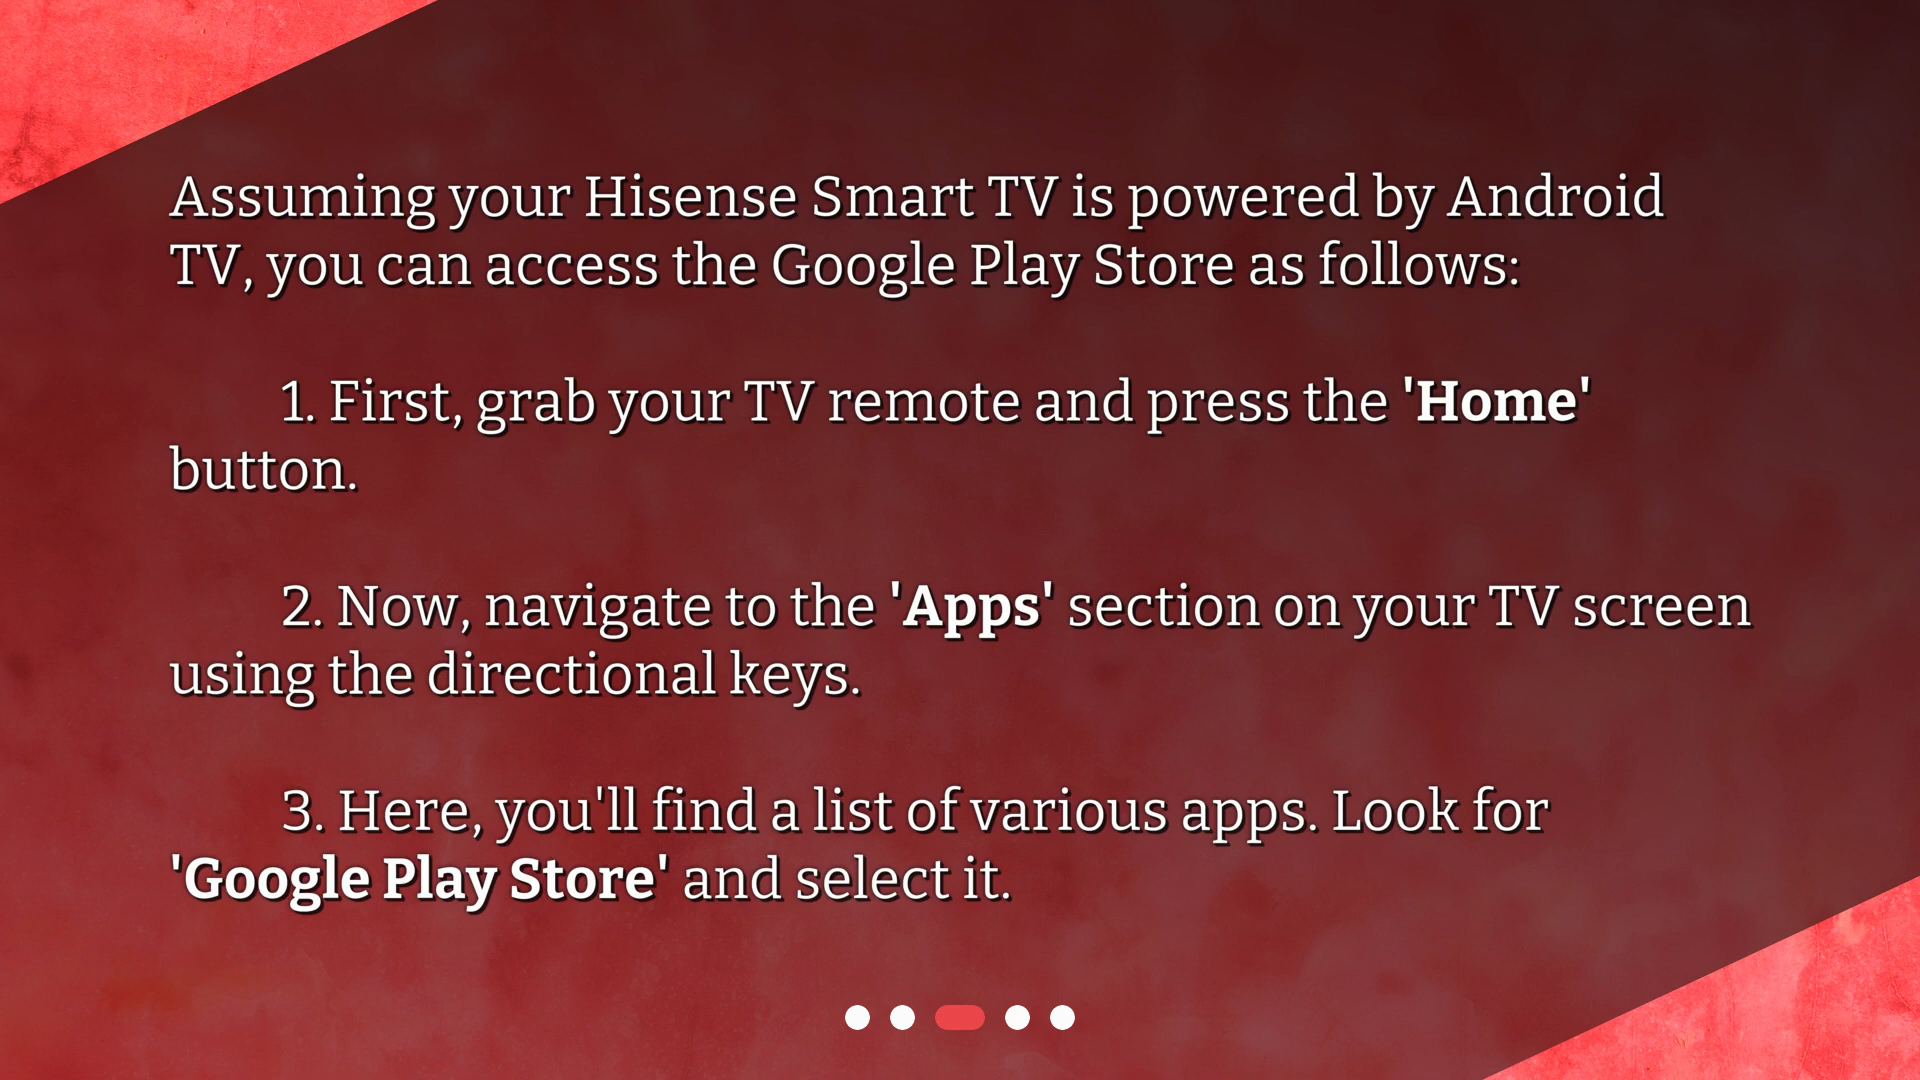 Assuming your Hisense Smart TV is powered by Android
TV, you can access the Google Play Store as follows:
1. First, grab your TV remote and press the 'Home'
button.
2. Now, navigate to the 'Apps' section on your TV screen
using the directional keys.
3. Here, you'll find a list of various apps. Look for
'Google Play Store' and select it.